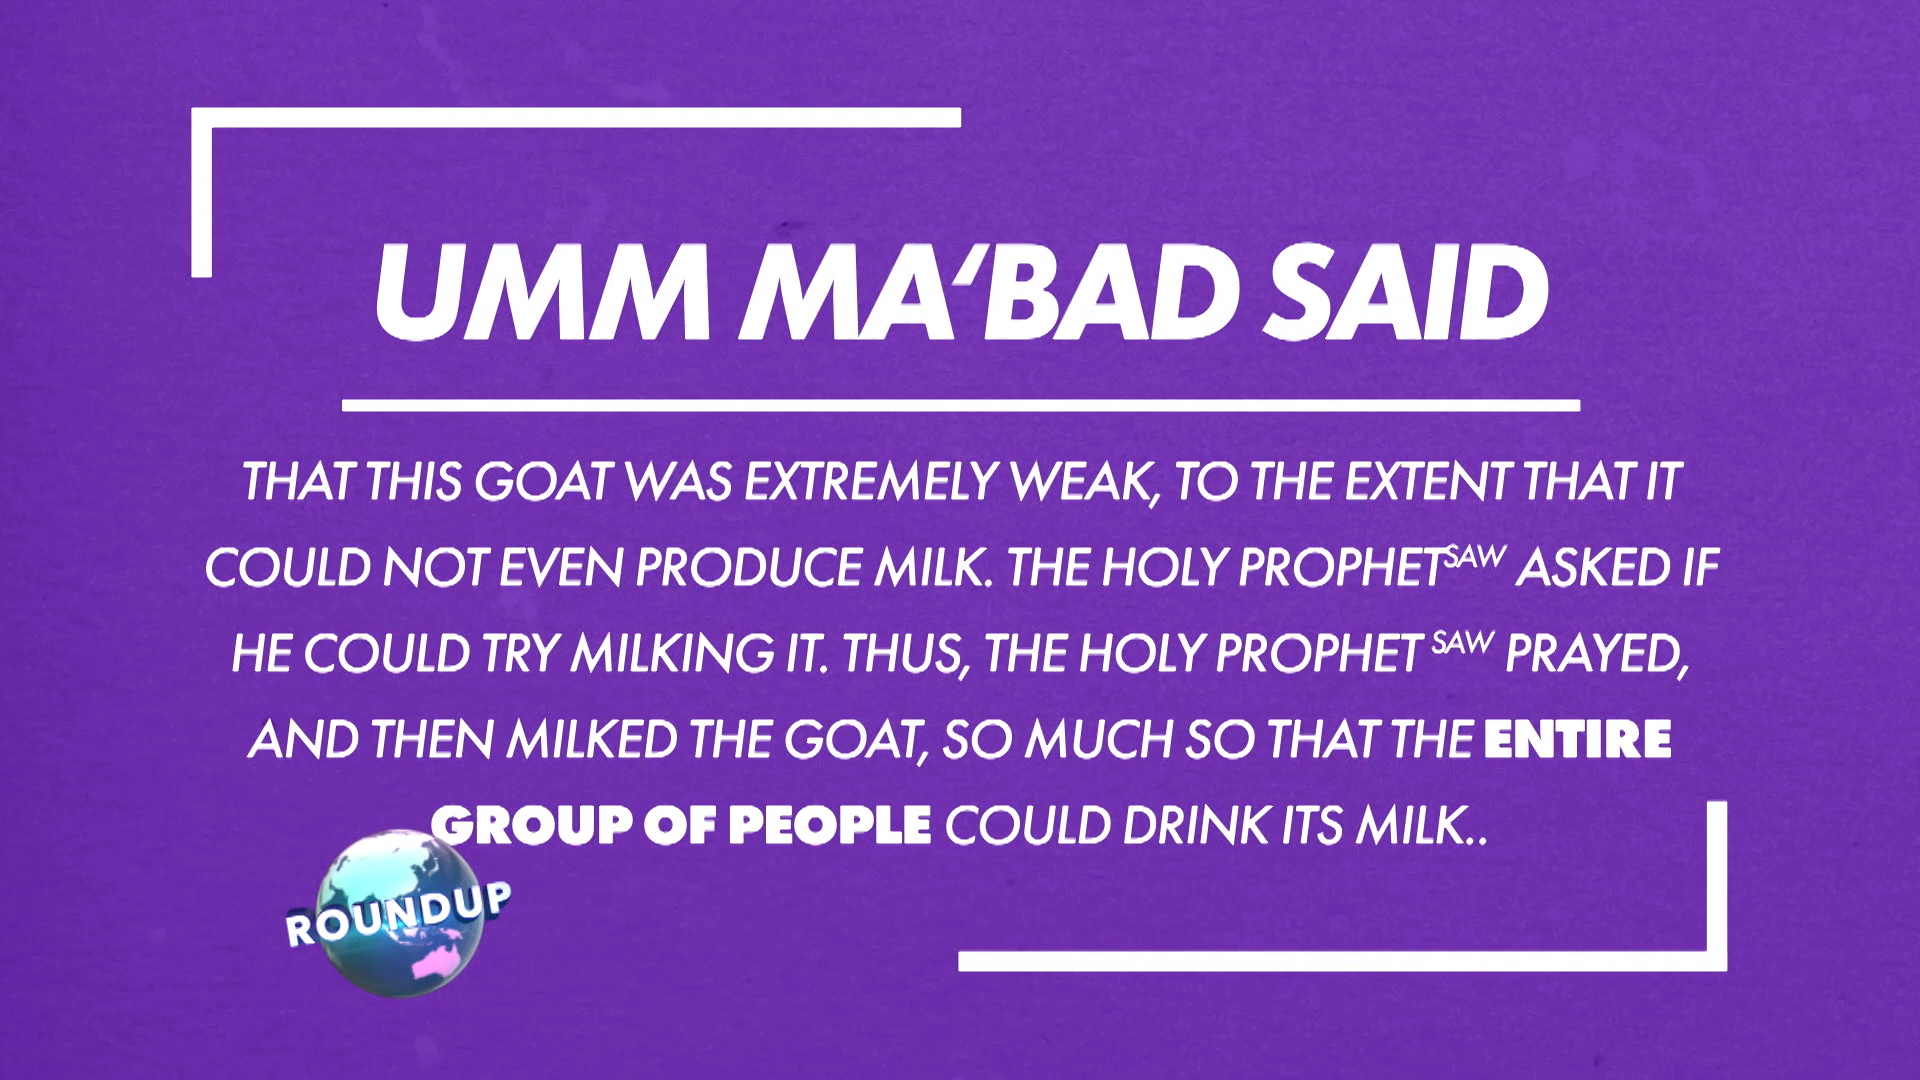 UMM MA‘BAD SAID
THAT THIS GOAT WAS EXTREMELY WEAK, TO THE EXTENT THAT IT
COULD NOT EVEN PRODUCE MILK. THE HOLY PROPHETSAW ASKED IF
HE COULD TRY MILKING IT. THUS, THE HOLY PROPHET SAW PRAYED,
AND THEN MILKED THE GOAT, SO MUCH SO THAT THE ENTIRE
GROUP OF PEOPLE COULD DRINK ITS MILK..
ROUNDUP